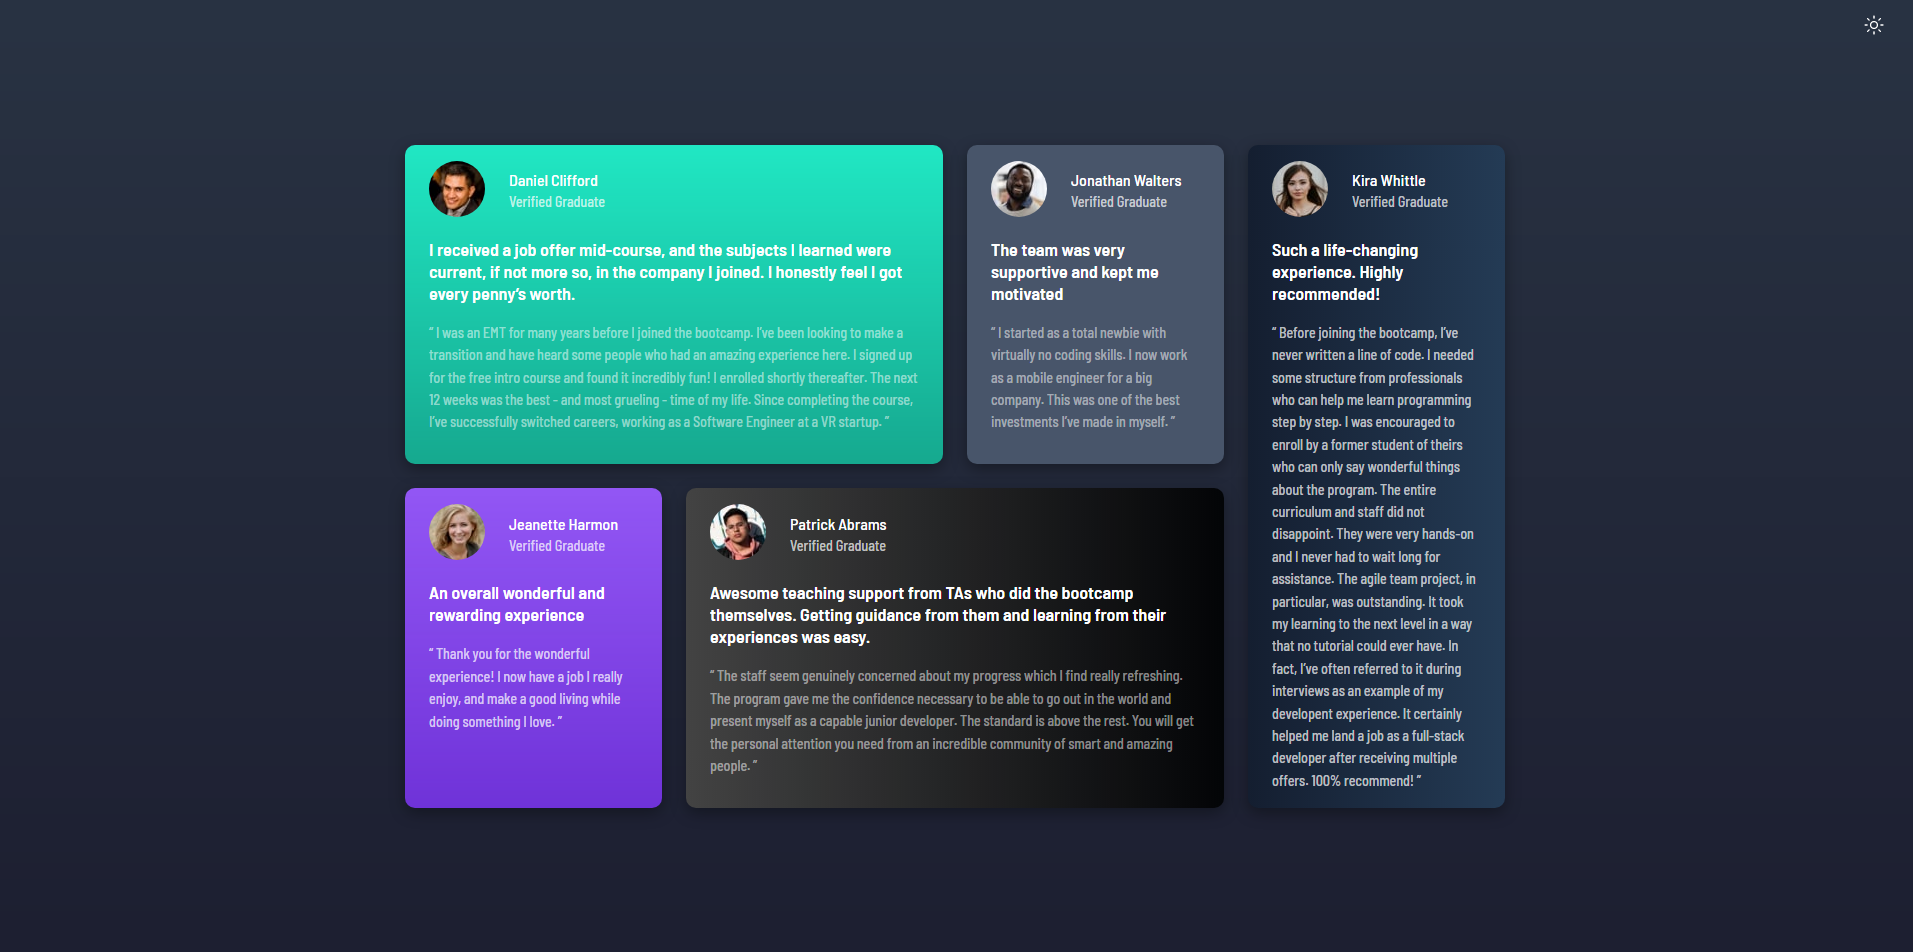 Daniel Clifford
Verified Graduate
I received a job offer mid-course, and the subjects I learned were
current, if not more so, in the company I joined. I honestly feel I got
every penny’s worth.
“ I was an EMT for many years before I joined the bootcamp. I’ve been looking to make a
transition and have heard some people who had an amazing experience here. I signed up
for the free intro course and found it incredibly fun! I enrolled shortly thereafter. The next
12 weeks was the best - and most grueling - time of my life. Since completing the course,
I’ve successfully switched careers, working as a Software Engineer at a VR startup. ”
Jonathan Walters
Verified Graduate
The team was very
supportive and kept me
motivated
“ I started as a total newbie with
virtually no coding skills. I now work
as a mobile engineer for a big
company. This was one of the best
investments I’ve made in myself. ”
Kira Whittle
Verified Graduate
Such a life-changing
experience. Highly
recommended!
“ Before joining the bootcamp, I’ve
never written a line of code. I needed
some structure from professionals
who can help me learn programming
step by step. I was encouraged to
enroll by a former student of theirs
who can only say wonderful things
about the program. The entire
curriculum and staff did not
disappoint. They were very hands-on
and I never had to wait long for
assistance. The agile team project, in
particular, was outstanding. It took
my learning to the next level in a way
that no tutorial could ever have. In
fact, I’ve often referred to it during
interviews as an example of my
developent experience. It certainly
helped me land a job as a full-stack
developer after receiving multiple
offers. 100% recommend! ”
Jeanette Harmon
Verified Graduate
An overall wonderful and
rewarding experience
“ Thank you for the wonderful
experience! I now have a job I really
enjoy, and make a good living while
doing something I love. ”
Patrick Abrams
Verified Graduate
Awesome teaching support from TAs who did the bootcamp
themselves. Getting guidance from them and learning from their
experiences was easy.
“ The staff seem genuinely concerned about my progress which I find really refreshing.
The program gave me the confidence necessary to be able to go out in the world and
present myself as a capable junior developer. The standard is above the rest. You will get
the personal attention you need from an incredible community of smart and amazing
people. ”